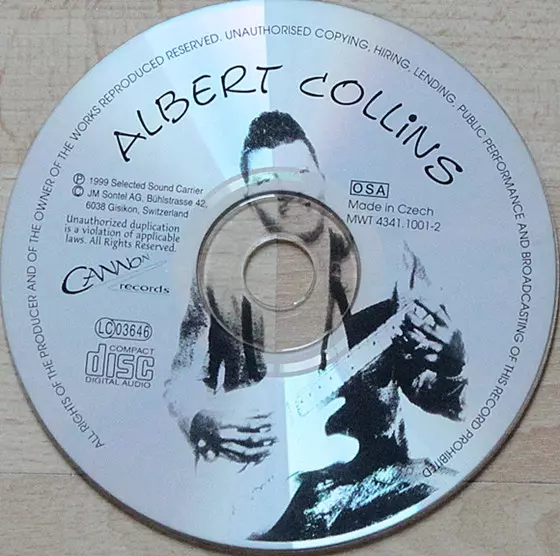 ALL RIGHTS OF THE PRODUCER AND OF THE OWNER OF THE WORKS REPRODUCED RESERVED. UNAUTHORISED COPYING, HIRING, LENDING, PUBLIC PERFORMANCE AND BROADCASTING OF THIS RECORD PROHIBITED
ALBERT COLLiNS
Ⓟ 1999 Selected Sound Carrier
© JM Sontel AG, Bühlstrasse 42,
6038 Gisikon, Switzerland
Unauthorized duplication
is a violation of applicable
laws. All Rights Reserved.
CANNON
records
LC 03646
COMPACT
disc
DIGITAL AUDIO
OSA
Made in Czech
MWT 4341.1001-2